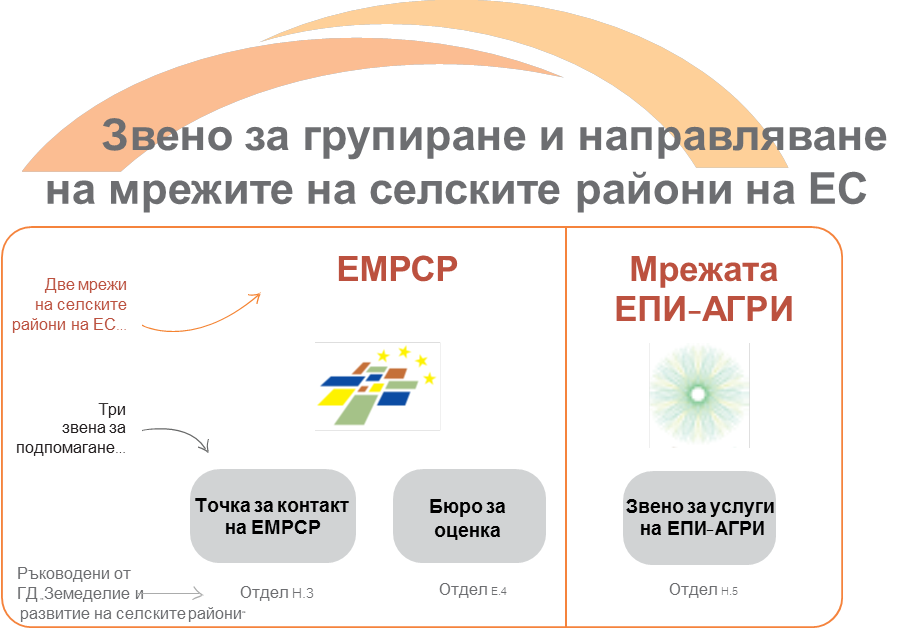 Звено за групиране и направляване
на мрежите на селските райони на ЕС
ЕМРСР
Мрежата
ЕПИ-АГРИ
Две мрежи
на селските
райони на ЕС...
Три
звена за
подпомагане...
Точка за контакт
на ЕМРСР
Бюро за
оценка
Звено за услуги
на ЕПИ-АГРИ
Ръководени от
ГД „Земеделие и
развитие на селските райони“
Отдел H.3
Отдел E.4
Отдел H.5